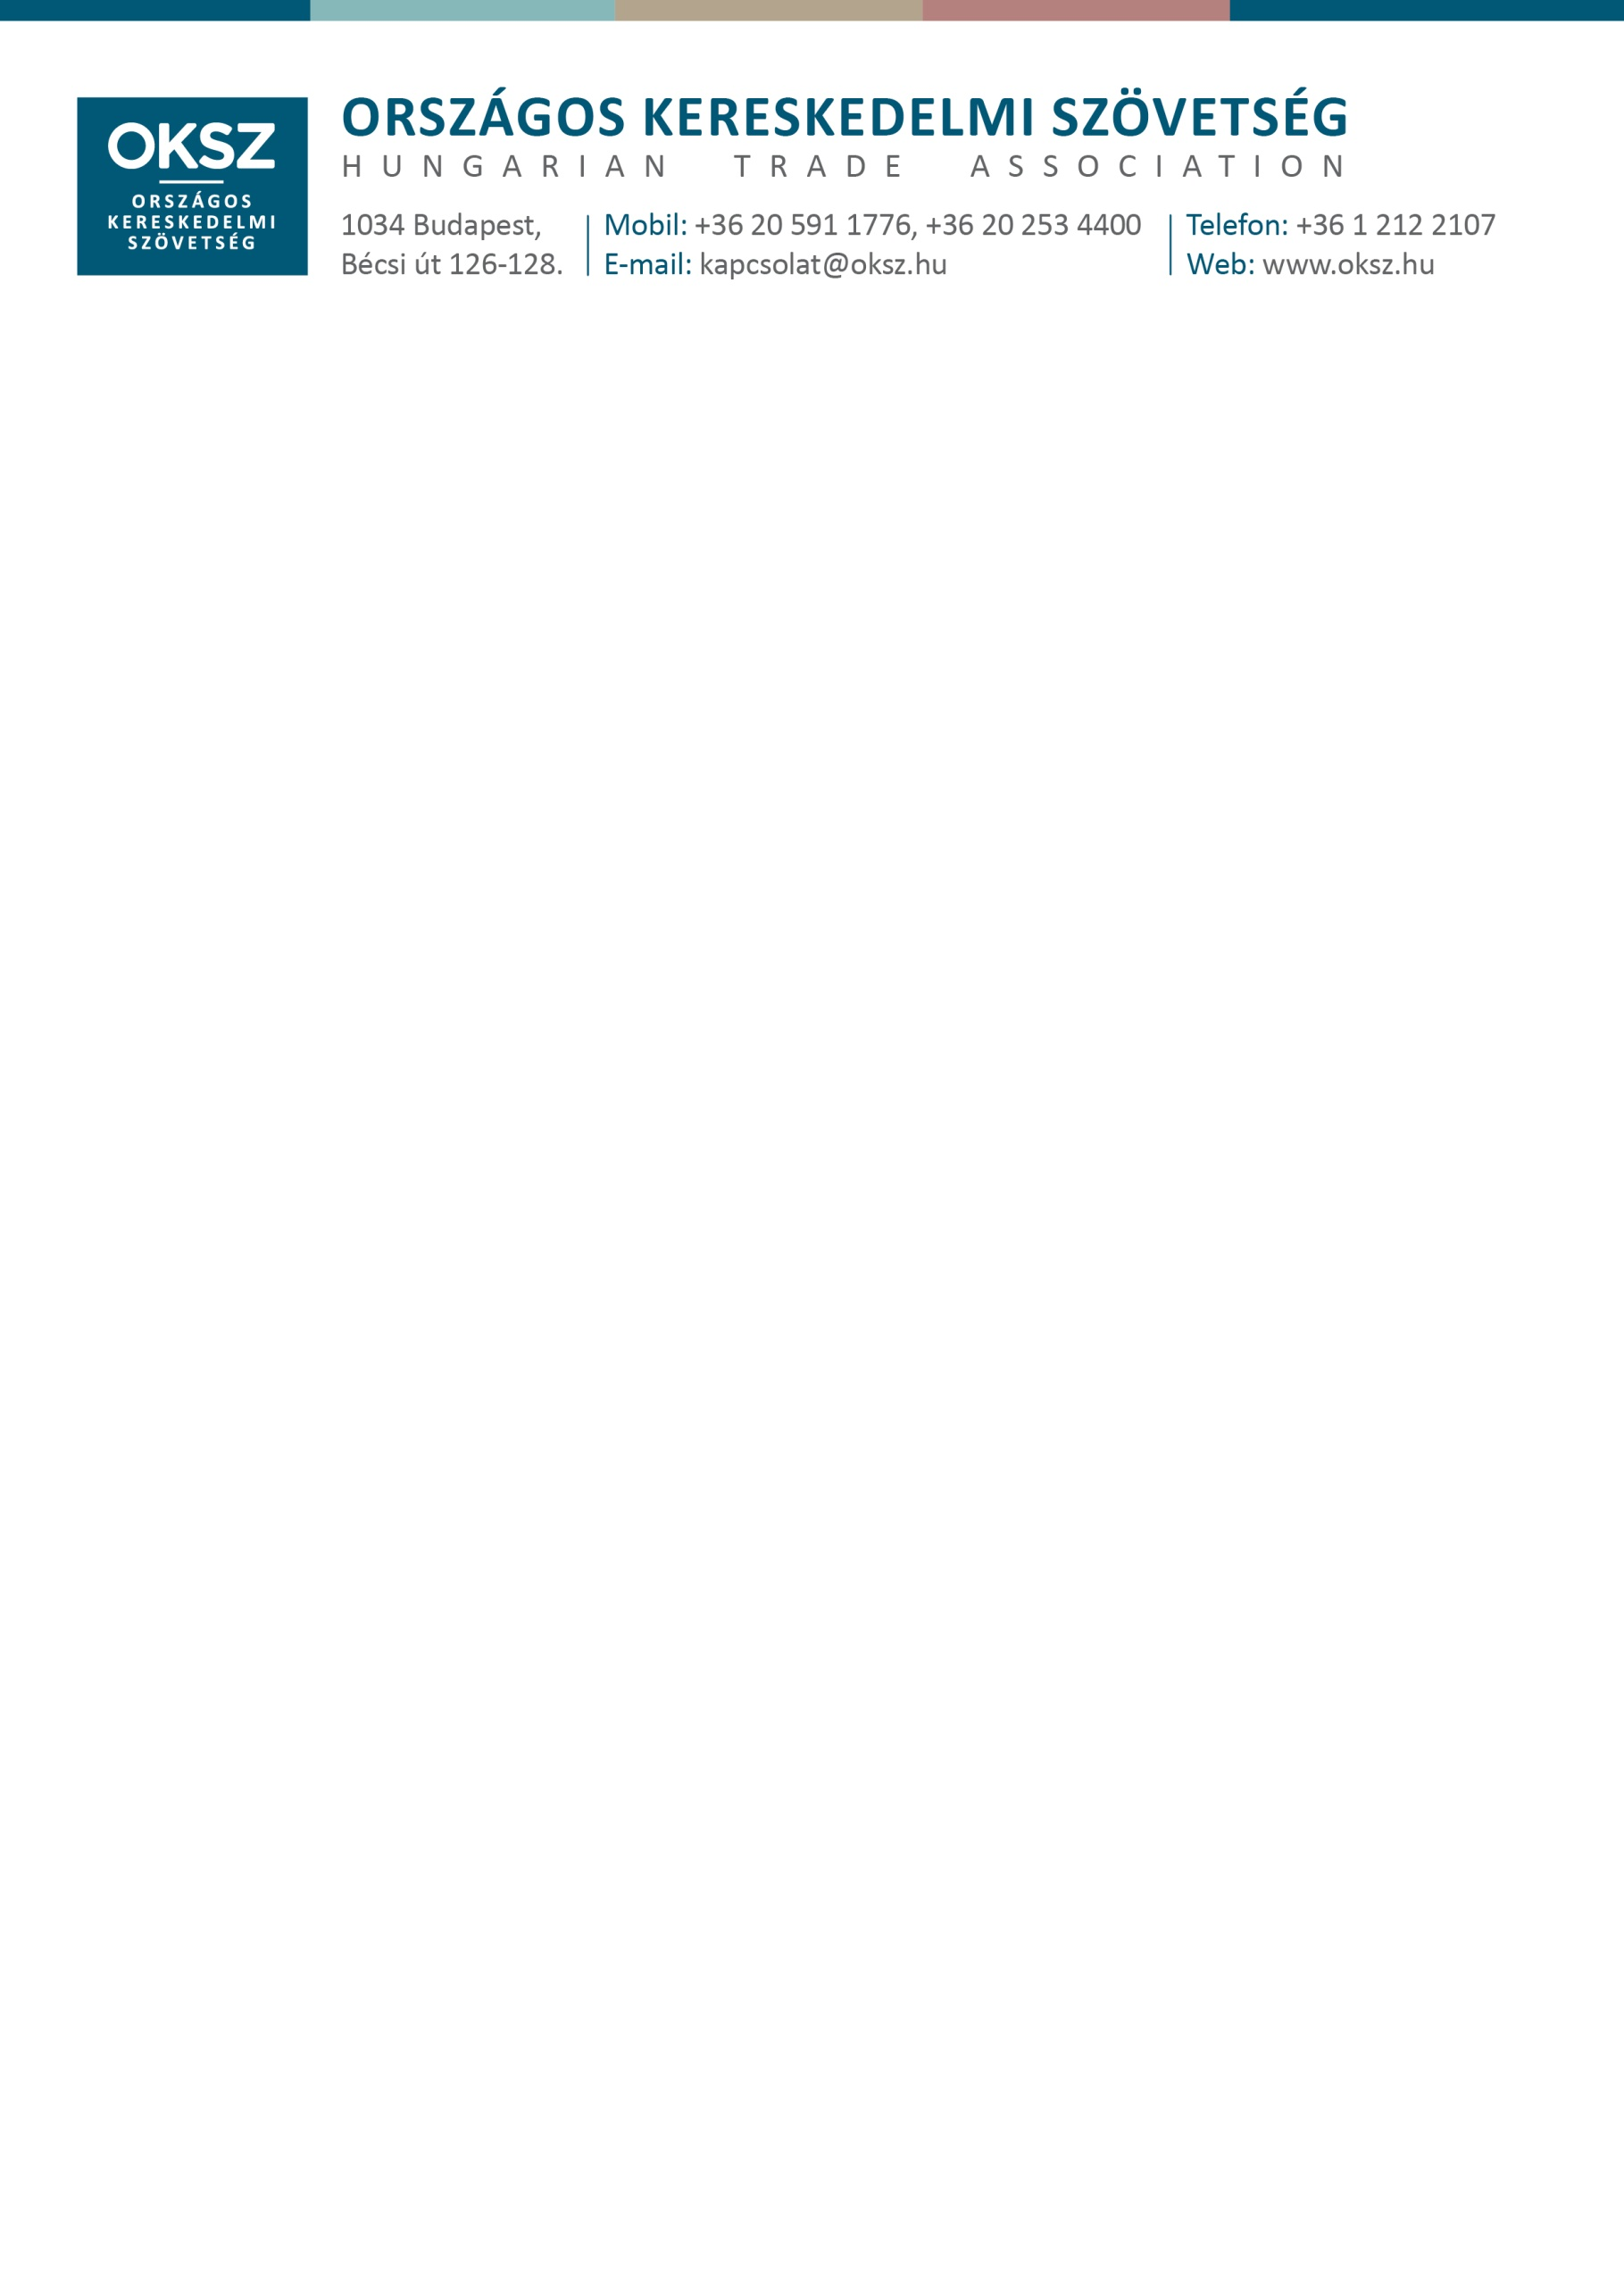 OKSZ
ORSZÁGOS
KERESKEDELMI
SZÖVETSÉG
ORSZÁGOS KERESKEDELMI SZÖVETSÉG
HUNGARIAN TRADE ASSOCIATION
1034 Budapest,
Bécsi út 126-128.
Mobil: +36 20 591 1776, +36 20 253 4400
E-mail: kapcsolat@oksz.hu
Telefon: +36 1 212 2107
Web: www.oksz.hu